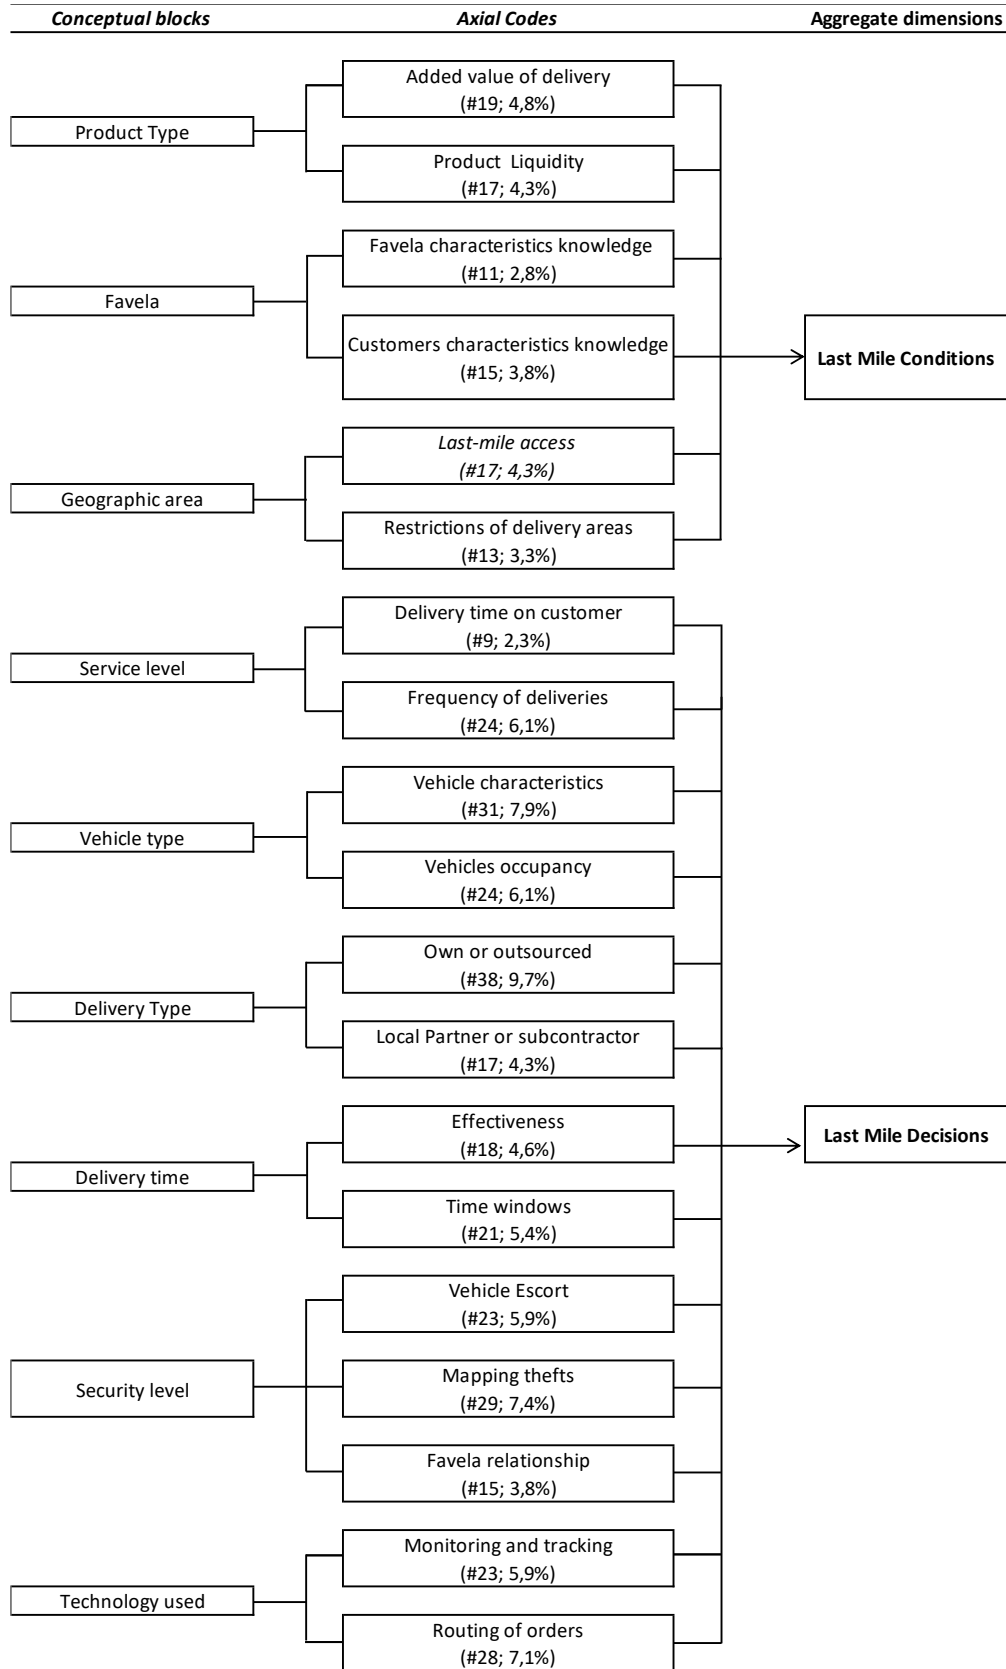 Conceptual blocks
Axial Codes
Aggregate dimensions
Product Type
Added value of delivery
(#19; 4,8%)
Product  Liquidity
(#17; 4,3%)
Favela
Favela characteristics knowledge
(#11; 2,8%)
Customers characteristics knowledge
(#15; 3,8%)
Last Mile Conditions
Geographic area
Last-mile access
(#17; 4,3%)
Restrictions of delivery areas
(#13; 3,3%)
Service level
Delivery time on customer
(#9; 2,3%)
Frequency of deliveries
(#24; 6,1%)
Vehicle type
Vehicle characteristics
(#31; 7,9%)
Vehicles occupancy
(#24; 6,1%)
Delivery Type
Own or outsourced
(#38; 9,7%)
Local Partner or subcontractor
(#17; 4,3%)
Delivery time
Effectiveness
(#18; 4,6%)
Time windows
(#21; 5,4%)
Last Mile Decisions
Security level
Vehicle Escort
(#23; 5,9%)
Mapping thefts
(#29; 7,4%)
Favela relationship
(#15; 3,8%)
Technology used
Monitoring and tracking
(#23; 5,9%)
Routing of orders
(#28; 7,1%)